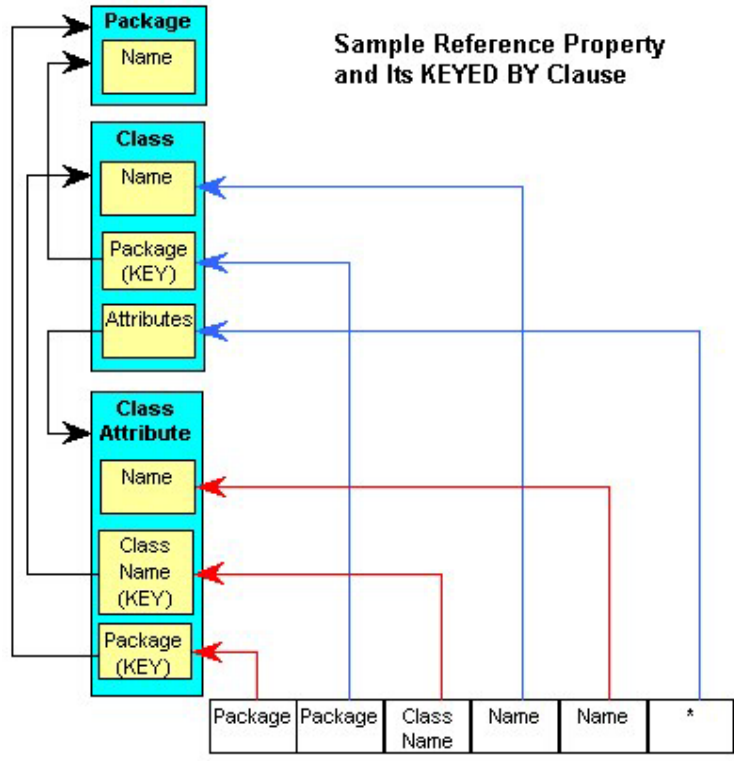 Package
Name
Sample Reference Property
and Its KEYED BY Clause
Class
Name
Package
(KEY)
Attributes
Class
Attribute
Name
Class
Name
(KEY)
Package
(KEY)
Package Package Class Name Name *
Name